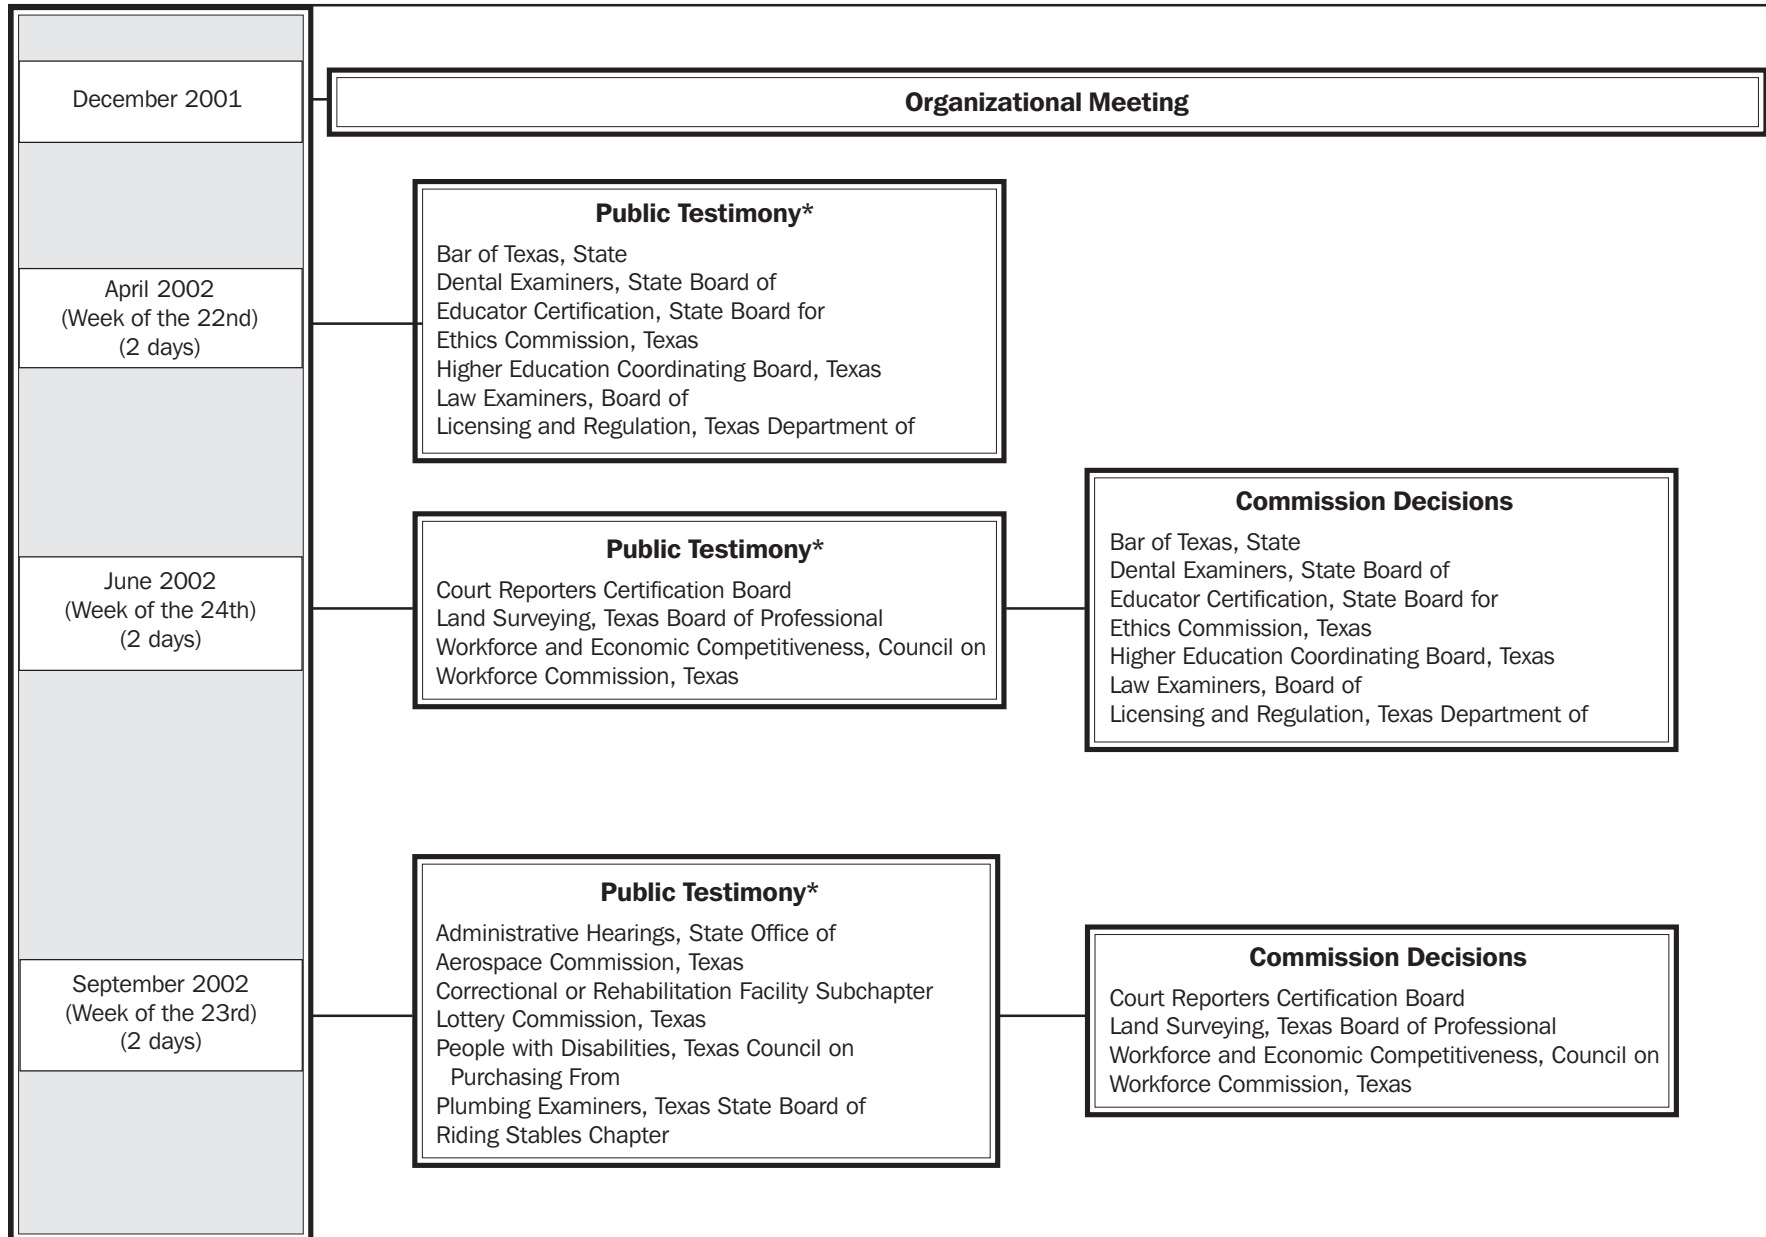 December 2001
Organizational Meeting
April 2002
(Week of the 22nd)
(2 days)
Public Testimony*
Bar of Texas, State
Dental Examiners, State Board of
Educator Certification, State Board for
Ethics Commission, Texas
Higher Education Coordinating Board, Texas
Law Examiners, Board of
Licensing and Regulation, Texas Department of
June 2002
(Week of the 24th)
(2 days)
Public Testimony*
Court Reporters Certification Board
Land Surveying, Texas Board of Professional
Workforce and Economic Competitiveness, Council on
Workforce Commission, Texas
Commission Decisions
Bar of Texas, State
Dental Examiners, State Board of
Educator Certification, State Board for
Ethics Commission, Texas
Higher Education Coordinating Board, Texas
Law Examiners, Board of
Licensing and Regulation, Texas Department of
September 2002
(Week of the 23rd)
(2 days)
Public Testimony*
Administrative Hearings, State Office of
Aerospace Commission, Texas
Correctional or Rehabilitation Facility Subchapter
Lottery Commission, Texas
People with Disabilities, Texas Council on
Purchasing From
Plumbing Examiners, Texas State Board of
Riding Stables Chapter
Commission Decisions
Court Reporters Certification Board
Land Surveying, Texas Board of Professional
Workforce and Economic Competitiveness, Council on
Workforce Commission, Texas